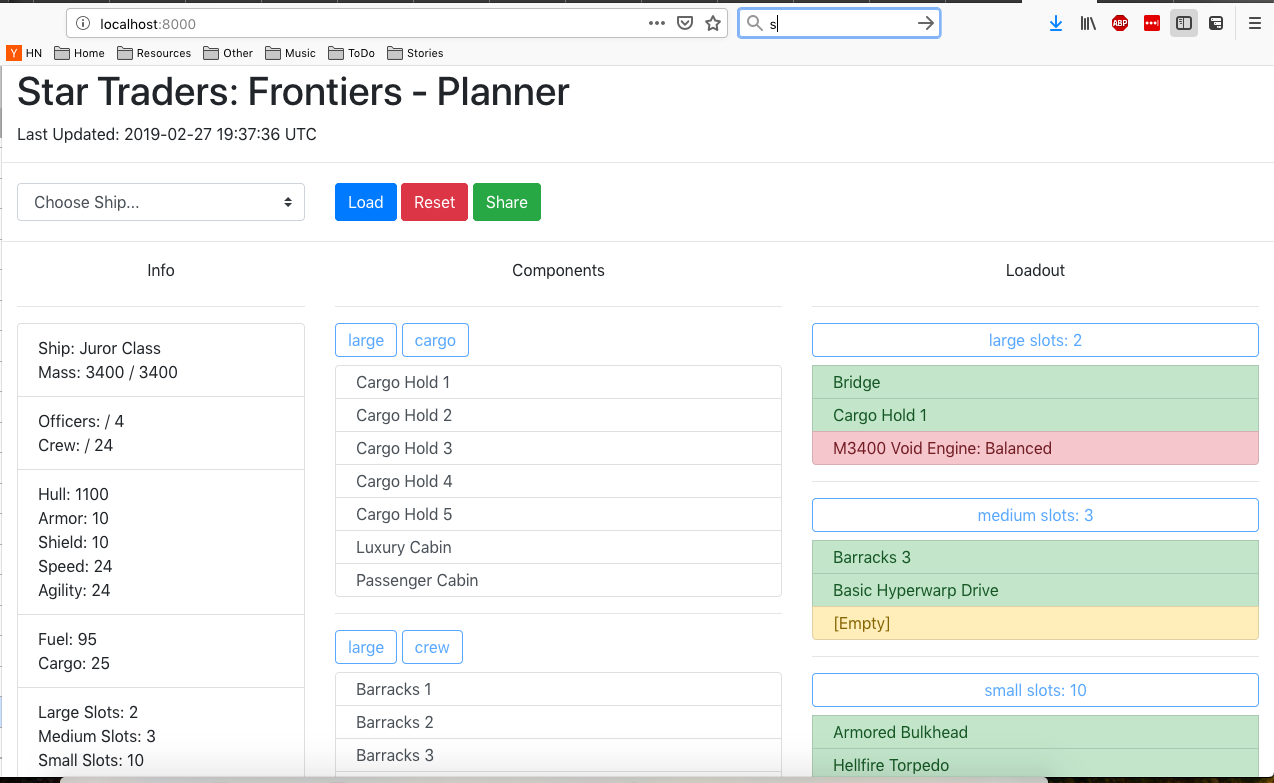 localhost:8000
s
ABP
Y HN Home Resources Other Music ToDo Stories
Star Traders: Frontiers - Planner
Last Updated: 2019-02-27 19:37:36 UTC
Choose Ship...
Load Reset Share
Info
Ship: Juror Class
Mass: 3400 / 3400
Officers: / 4
Crew: / 24
Hull: 1100
Armor: 10
Shield: 10
Speed: 24
Agility: 24
Fuel: 95
Cargo: 25
Large Slots: 2
Medium Slots: 3
Small Slots: 10
Components
large cargo
Cargo Hold 1
Cargo Hold 2
Cargo Hold 3
Cargo Hold 4
Cargo Hold 5
Luxury Cabin
Passenger Cabin
large crew
Barracks 1
Barracks 2
Barracks 3
Loadout
large slots: 2
Bridge
Cargo Hold 1
M3400 Void Engine: Balanced
medium slots: 3
Barracks 3
Basic Hyperwarp Drive
[Empty]
small slots: 10
Armored Bulkhead
Hellfire Torpedo